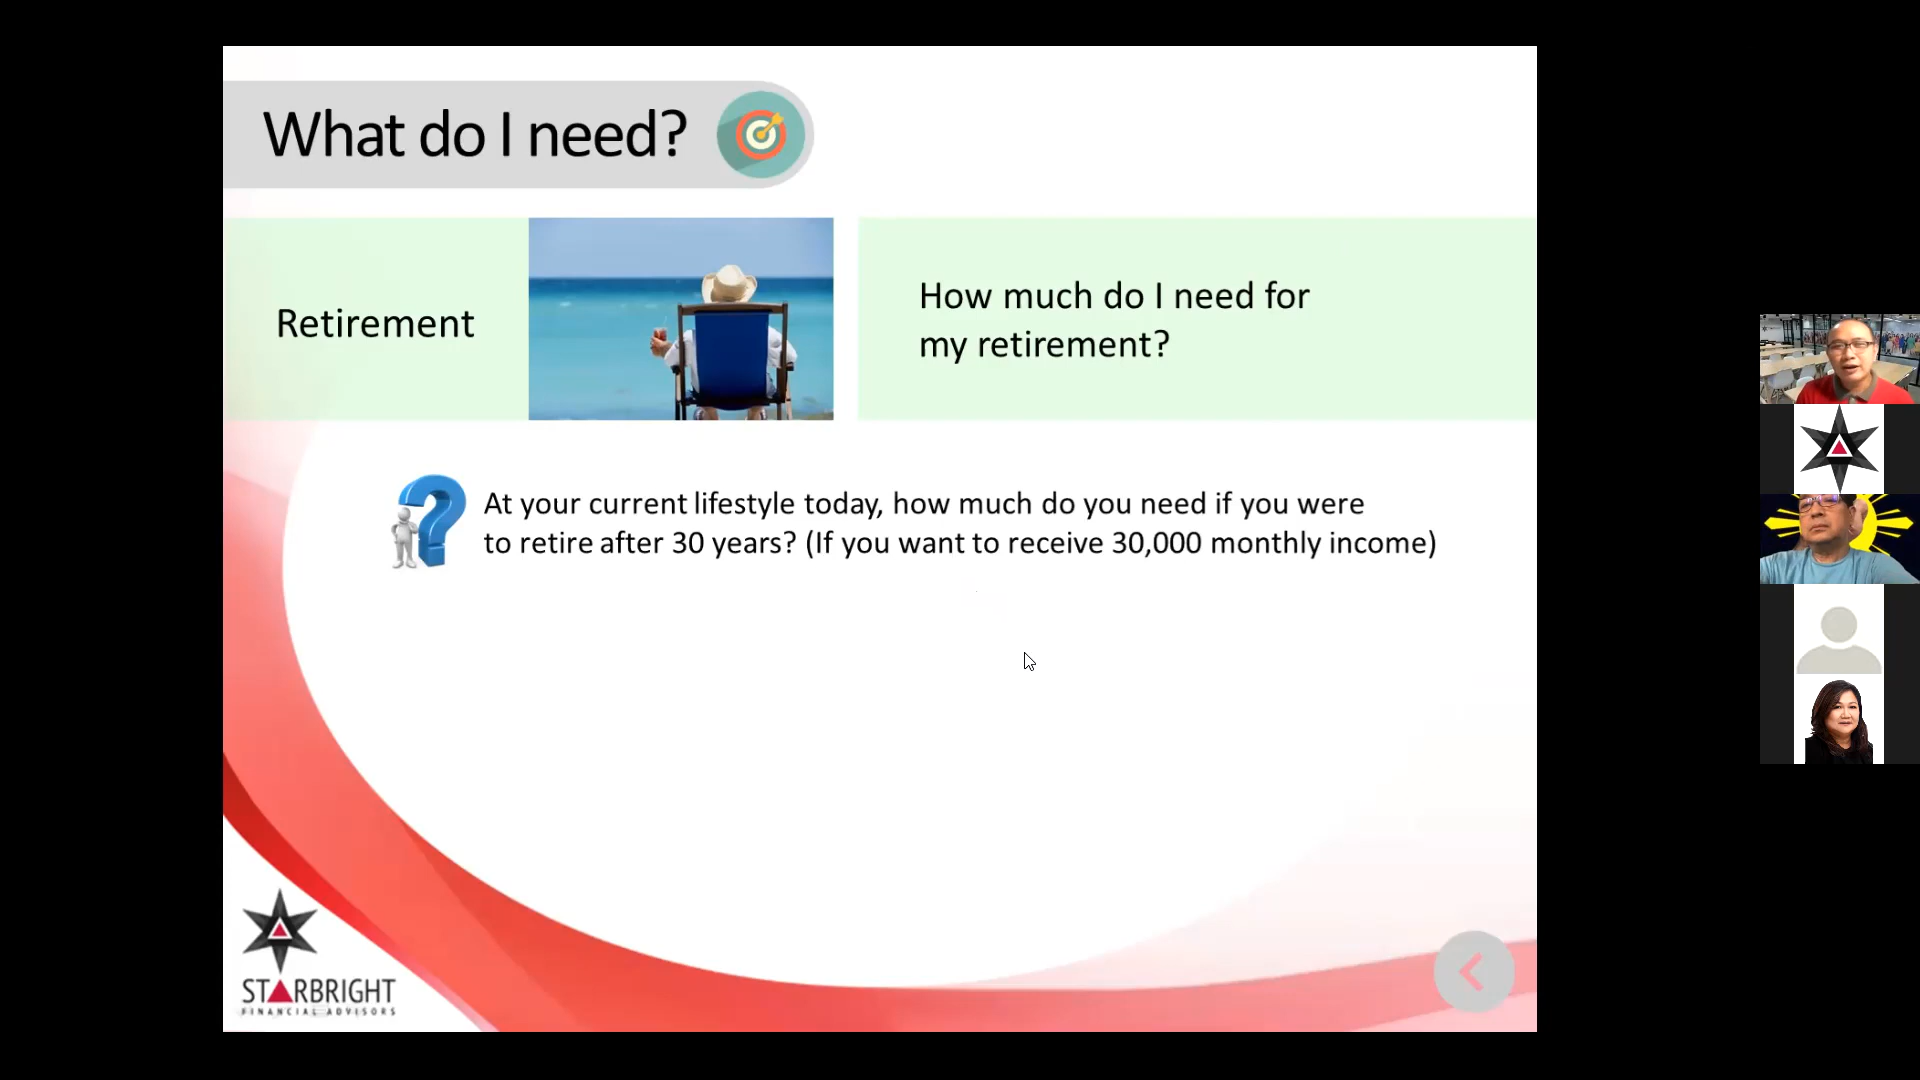 What do I need?
Retirement
How much do I need for
my retirement?
At your current lifestyle today, how much do you need if you were
to retire after 30 years? (If you want to receive 30,000 monthly income)
STARBRIGHT
FINANCIAL ADVISORS